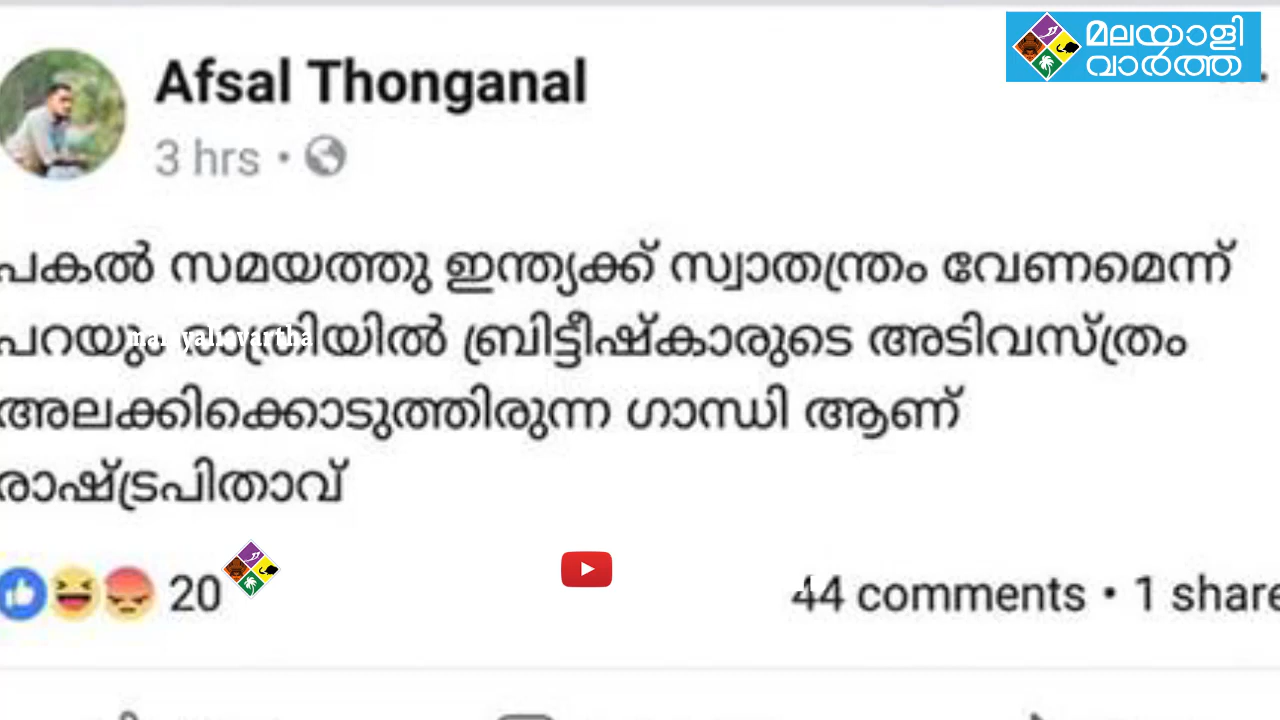 മലയാളി
വാർത്ത
Afsal Thonganal
3 hrs •
പകൽ സമയത്തു ഇന്ത്യക്ക് സ്വാതന്ത്രം വേണമെന്ന്
പറയും രാത്രിയിൽ ബ്രിട്ടീഷ്കാരുടെ അടിവസ്ത്രം
malayalivartha
അലക്കിക്കൊടുത്തിരുന്ന ഗാന്ധി ആണ്
രാഷ്ട്രപിതാവ്
20
44 comments • 1 share